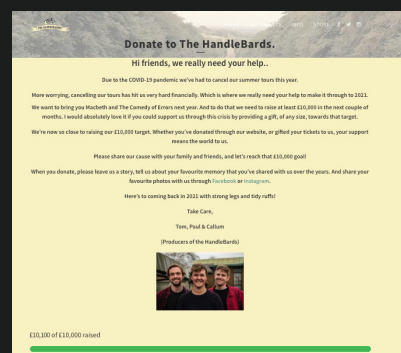 Donate to The HandleBards.
Hi friends, we really need your help..
Due to the COVID-19 pandemic we've had to cancel our summer tours this year.
More worrying, cancelling our tours has hit us very hard financially. Which is where we really need your help to make it through to 2021.
We want to bring you Macbeth and The Comedy of Errors next year. And to do that we need to raise at least £10,000 in the next couple of
months. I would absolutely love it if you could support us through this crisis by providing a gift, of any size, towards that target.
We're now so close to raising our £10,000 target. Whether you've donated through our website, or gifted your tickets to us, your support
means the world to us.
Please share our cause with your family and friends, and let's reach that £10,000 goal!
When you donate, please leave us a story, tell us about your favourite memory that you've shared with us over the years. And share your
favourite photos with us through Facebook or Instagram.
Here's to coming back in 2021 with strong legs and tidy ruffs!
Take Care,
Tom, Paul & Callum
(Producers of the HandleBards)
£10,100 of £10,000 raised